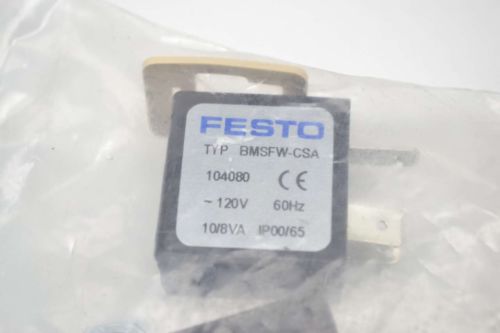 FESTO
TYP BMSFW-CSA
104080 CE
~120V 60Hz
10/8VA IP00/65